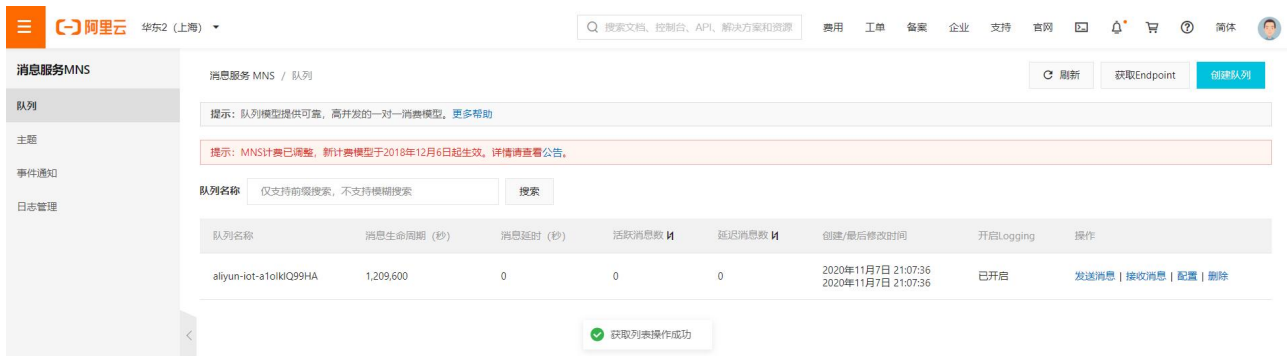 阿里云 华东2（上海） 搜索文档、控制台、API、解决方案和资源 费用 工单 备案 企业 支持 官网 简体
消息服务MNS
队列
主题
事件通知
日志管理
消息服务 MNS / 队列 刷新 获取Endpoint 创建队列
提示：队列模型提供可靠，高并发的一对一消费模型。更多帮助
提示：MNS计费已调整，新计费模型于2018年12月6日起生效。详情请查看公告。
队列名称 仅支持前缀搜索，不支持模糊搜索 搜索
队列名称 消息生命周期（秒） 消息延时（秒） 活跃消息数 延迟消息数 创建/最后修改时间 开启Logging 操作
aliyun-iot-a1olklQ99HA 1,209,600 0 0 0 2020年11月7日 21:07:36 已开启 发送消息 | 接收消息 | 配置 | 删除
2020年11月7日 21:07:36
获取列表操作成功